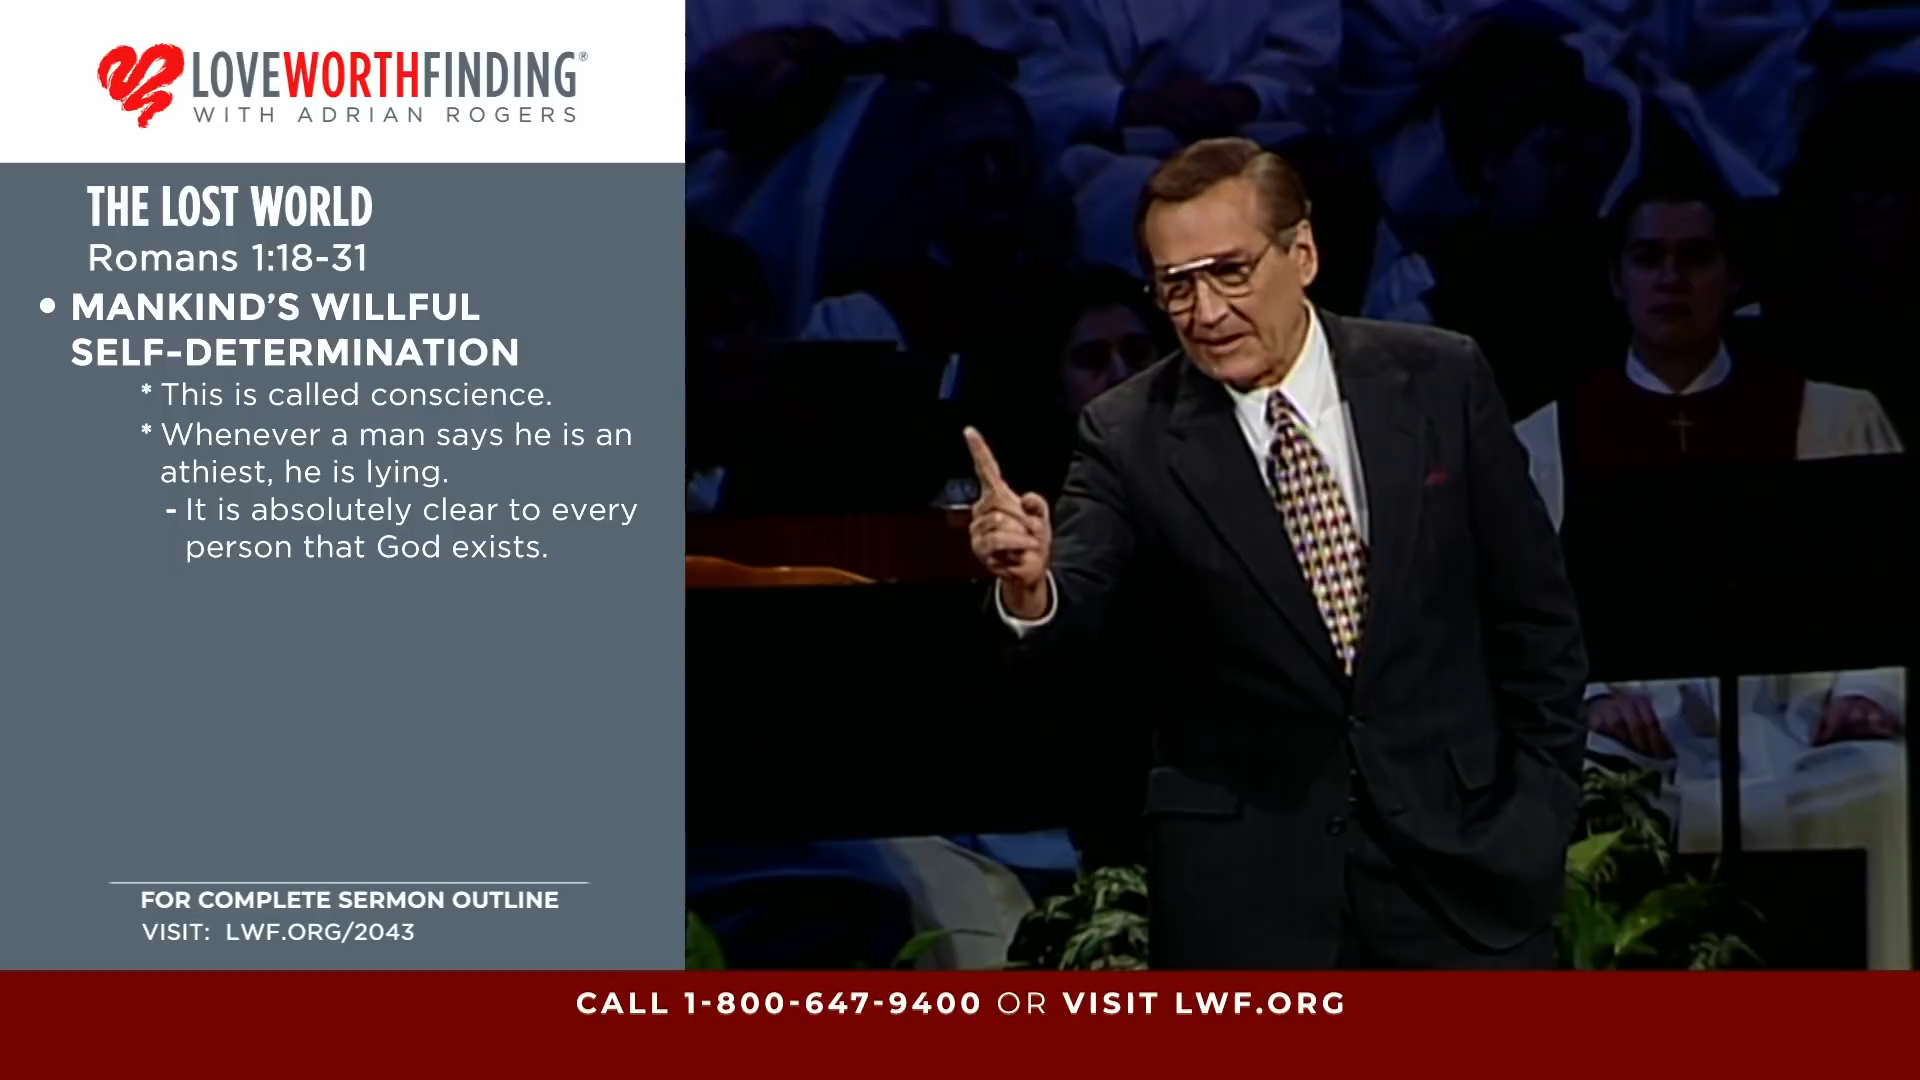 LOVEWORTHFINDING®
WITH ADRIAN ROGERS
THE LOST WORLD
Romans 1:18-31
• MANKIND'S WILLFUL
SELF-DETERMINATION
* This is called conscience.
* Whenever a man says he is an
athiest, he is lying.
- It is absolutely clear to every
person that God exists.
FOR COMPLETE SERMON OUTLINE
VISIT: LWF.ORG/2043
CALL 1-800-647-9400 OR VISIT LWF.ORG